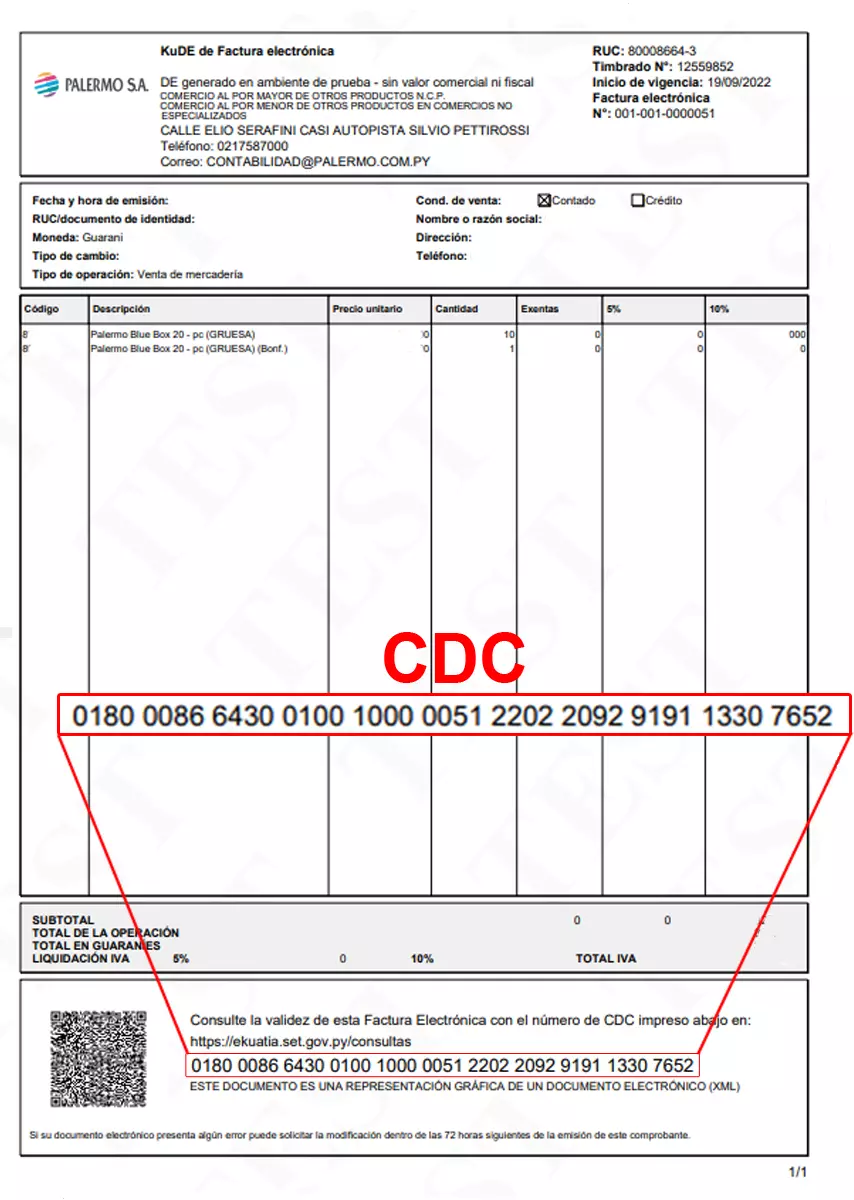 KuDE de Factura electrónica
PALERMO S.A.
DE generado en ambiente de prueba - sin valor comercial ni fiscal
COMERCIO AL POR MAYOR DE OTROS PRODUCTOS N.C.P.
COMERCIO AL POR MENOR DE OTROS PRODUCTOS EN COMERCIOS NO
ESPECIALIZADOS
CALLE ELIO SERAFINI CASI AUTOPISTA SILVIO PETTIROSSI
Teléfono: 0217587000
Correo: CONTABILIDAD@PALERMO.COM.PY
RUC: 80008664-3
Timbrado N°: 12559852
Inicio de vigencia: 19/09/2022
Factura electrónica
N°: 001-001-0000051
Fecha y hora de emisión:
RUC/documento de identidad:
Moneda: Guarani
Tipo de cambio:
Tipo de operación: Venta de mercadería
Cond. de venta: Contado Crédito
Nombre o razón social:
Dirección:
Teléfono:
Código Descripción Precio unitario Cantidad Exentas 5% 10%
8 Palermo Blue Box 20 - pc (GRUESA) 0 10 0 0 000
8 Palermo Blue Box 20 - pc (GRUESA) (Bonf.) 0 1 0 0 0
TEST TEST TEST
CDC
0180 0086 6430 0100 1000 0051 2202 2092 9191 1330 7652
SUBTOTAL 0 0
TOTAL DE LA OPERACIÓN
TOTAL EN GUARANIES
LIQUIDACIÓN IVA 5% 0 10% TOTAL IVA
Consulte la validez de esta Factura Electrónica con el número de CDC impreso abajo en:
https://ekuatia.set.gov.py/consultas
0180 0086 6430 0100 1000 0051 2202 2092 9191 1330 7652
ESTE DOCUMENTO ES UNA REPRESENTACIÓN GRÁFICA DE UN DOCUMENTO ELECTRÓNICO (XML)
Si su documento electrónico presenta algún error puede solicitar la modificación dentro de las 72 horas siguientes de la emisión de este comprobante.
1/1